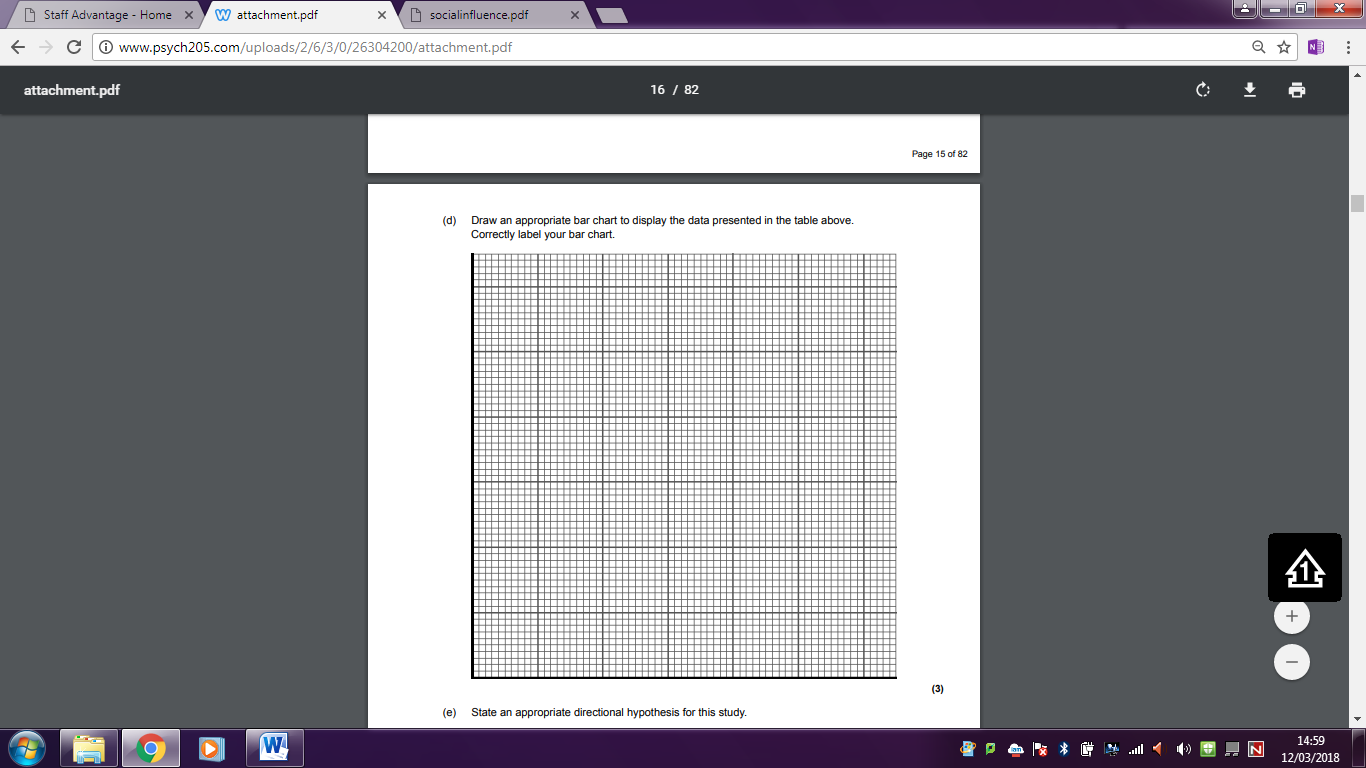 Staff Advantage - Home
attachment.pdf
socialinfluence.pdf
www.psych205.com/uploads/2/6/3/0/26304200/attachment.pdf
attachment.pdf
16 / 82
Page 15 of 82
(d) Draw an appropriate bar chart to display the data presented in the table above.
Correctly label your bar chart.
1
(3)
(e) State an appropriate directional hypothesis for this study.
14:59
12/03/2018